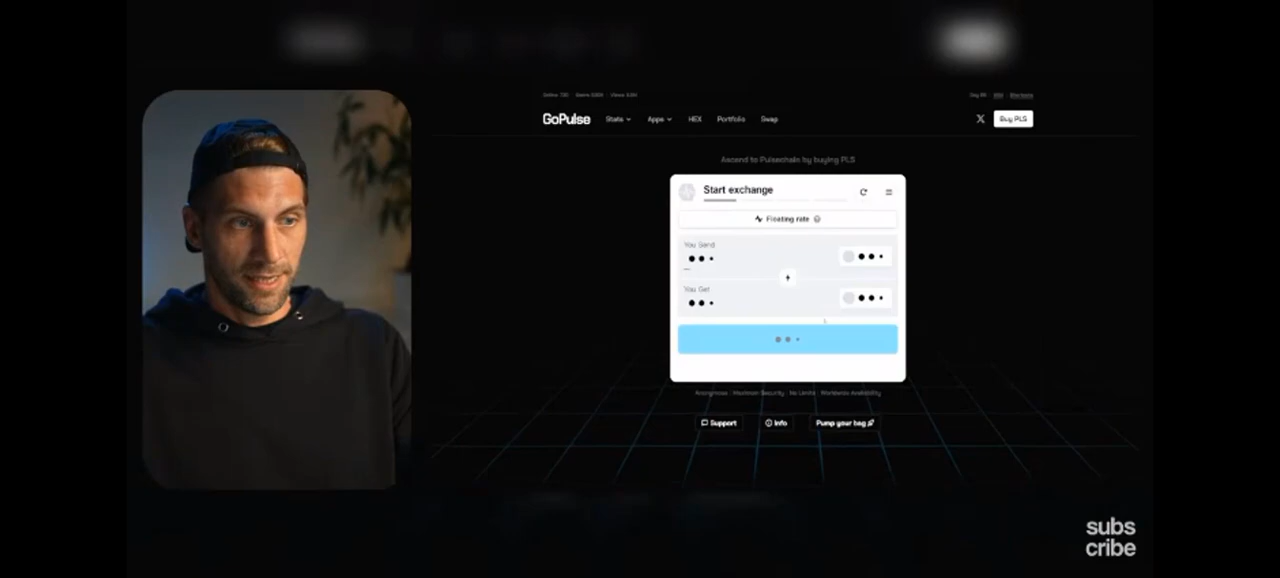 GoPulse
Stats
Apps
HEX
Portfolio
Swap
Buy PLS
Ascend to Pulsechain by buying PLS
Start exchange
Floating rate
You Send
You Get
Anonymous | Maximum Security | No Limits | Worldwide Availability
Support
Info
Pump your bag
subs
cribe